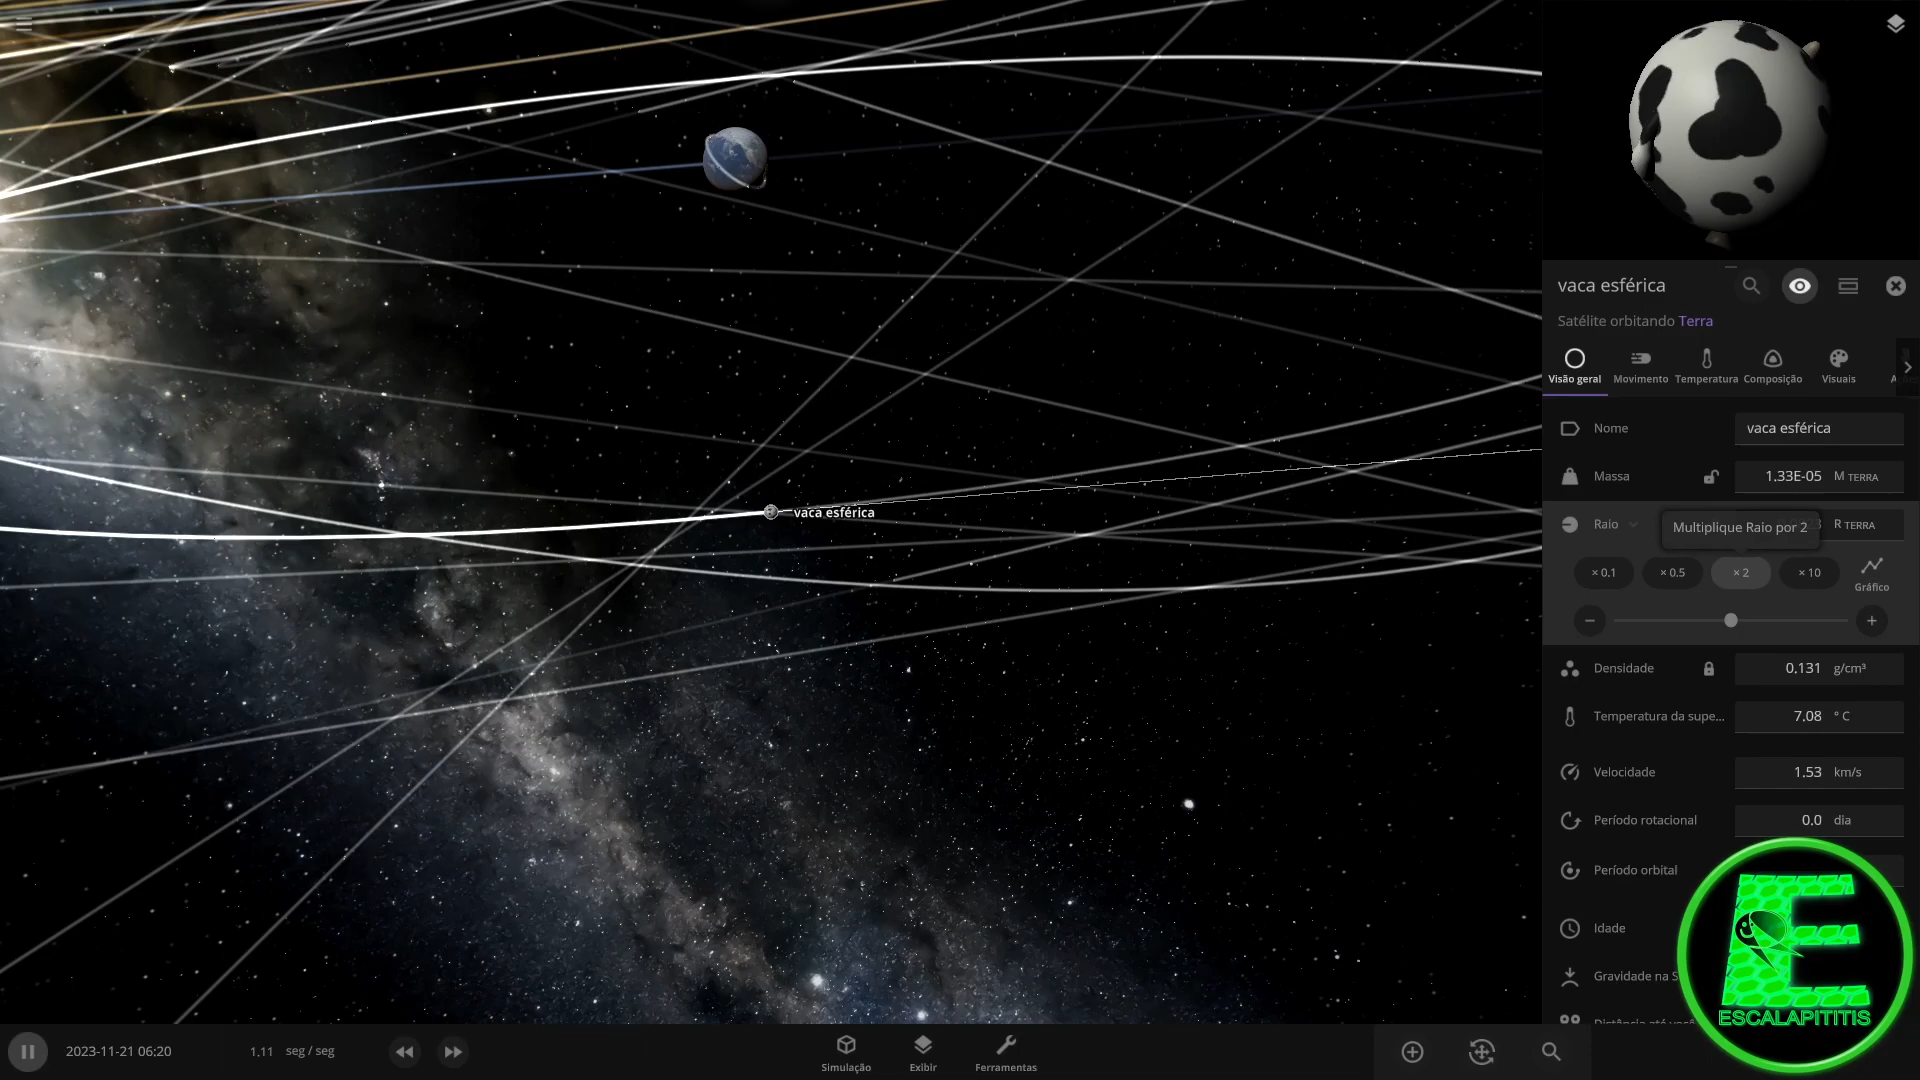 vaca esférica
Satélite orbitando Terra
Visão geral
Movimento
Temperatura
Composição
Visuais
Nome
vaca esférica
Massa
1.33E-05 M TERRA
Raio
Multiplique Raio por 2
R TERRA
× 0.1
× 0.5
× 2
× 10
Gráfico
vaca esférica
Densidade
0.131 g/cm³
Temperatura da supe...
7.08 ° C
Velocidade
1.53 km/s
Período rotacional
0.0 dia
Período orbital
Idade
Gravidade na S
E
ESCALAPITITIS
2023-11-21 06:20
1.11 seg / seg
Simulação
Exibir
Ferramentas